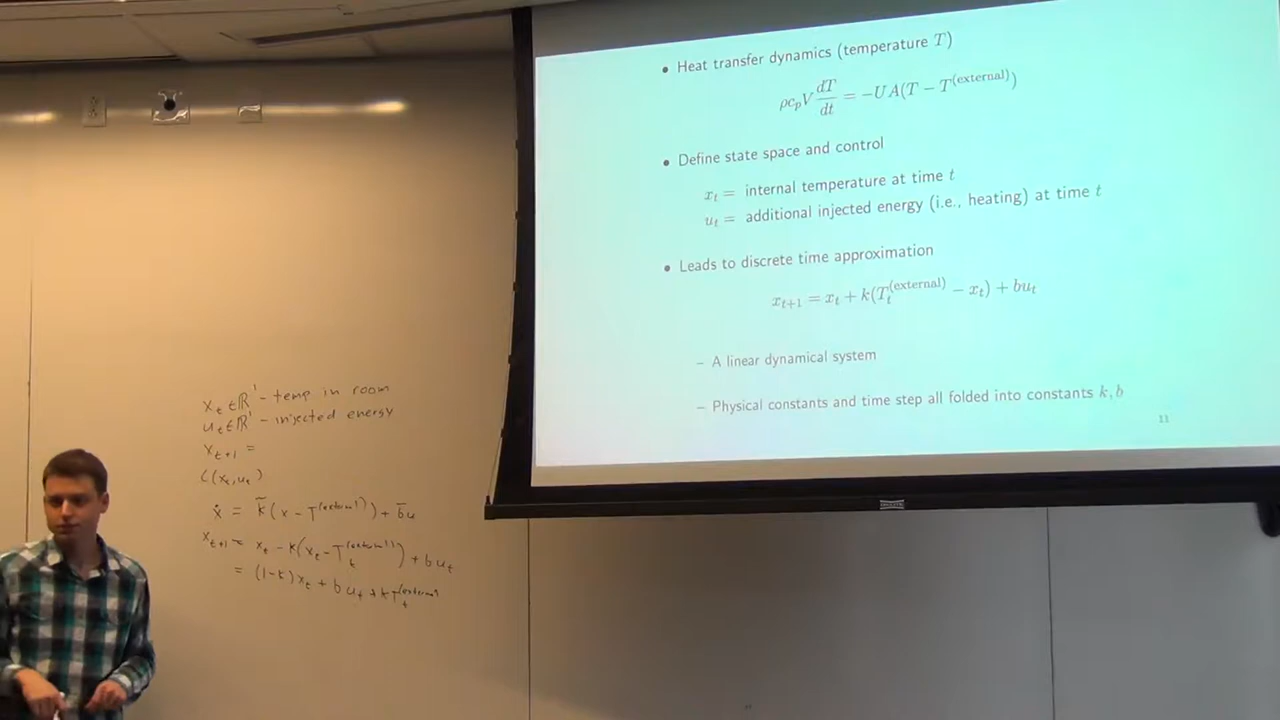 • Heat transfer dynamics (temperature T)
ρc_pV dT/dt = −UA(T − T^(external))
• Define state space and control
x_t = internal temperature at time t
u_t = additional injected energy (i.e., heating) at time t
• Leads to discrete time approximation
x_{t+1} = x_t + k(T_t^(external) − x_t) + bu_t
– A linear dynamical system
– Physical constants and time step all folded into constants k, b
11
x_t ∈ ℝ¹ - temp in room
u_t ∈ ℝ¹ - injected energy
x_{t+1} =
C(x_t, u_t)
ẋ = k̄(x − T^(external)) + b̄u
x_{t+1} = x_t − k(x_t − T_t^(external)) + bu_t
= (1−k)x_t + bu_t + kT_t^(external)